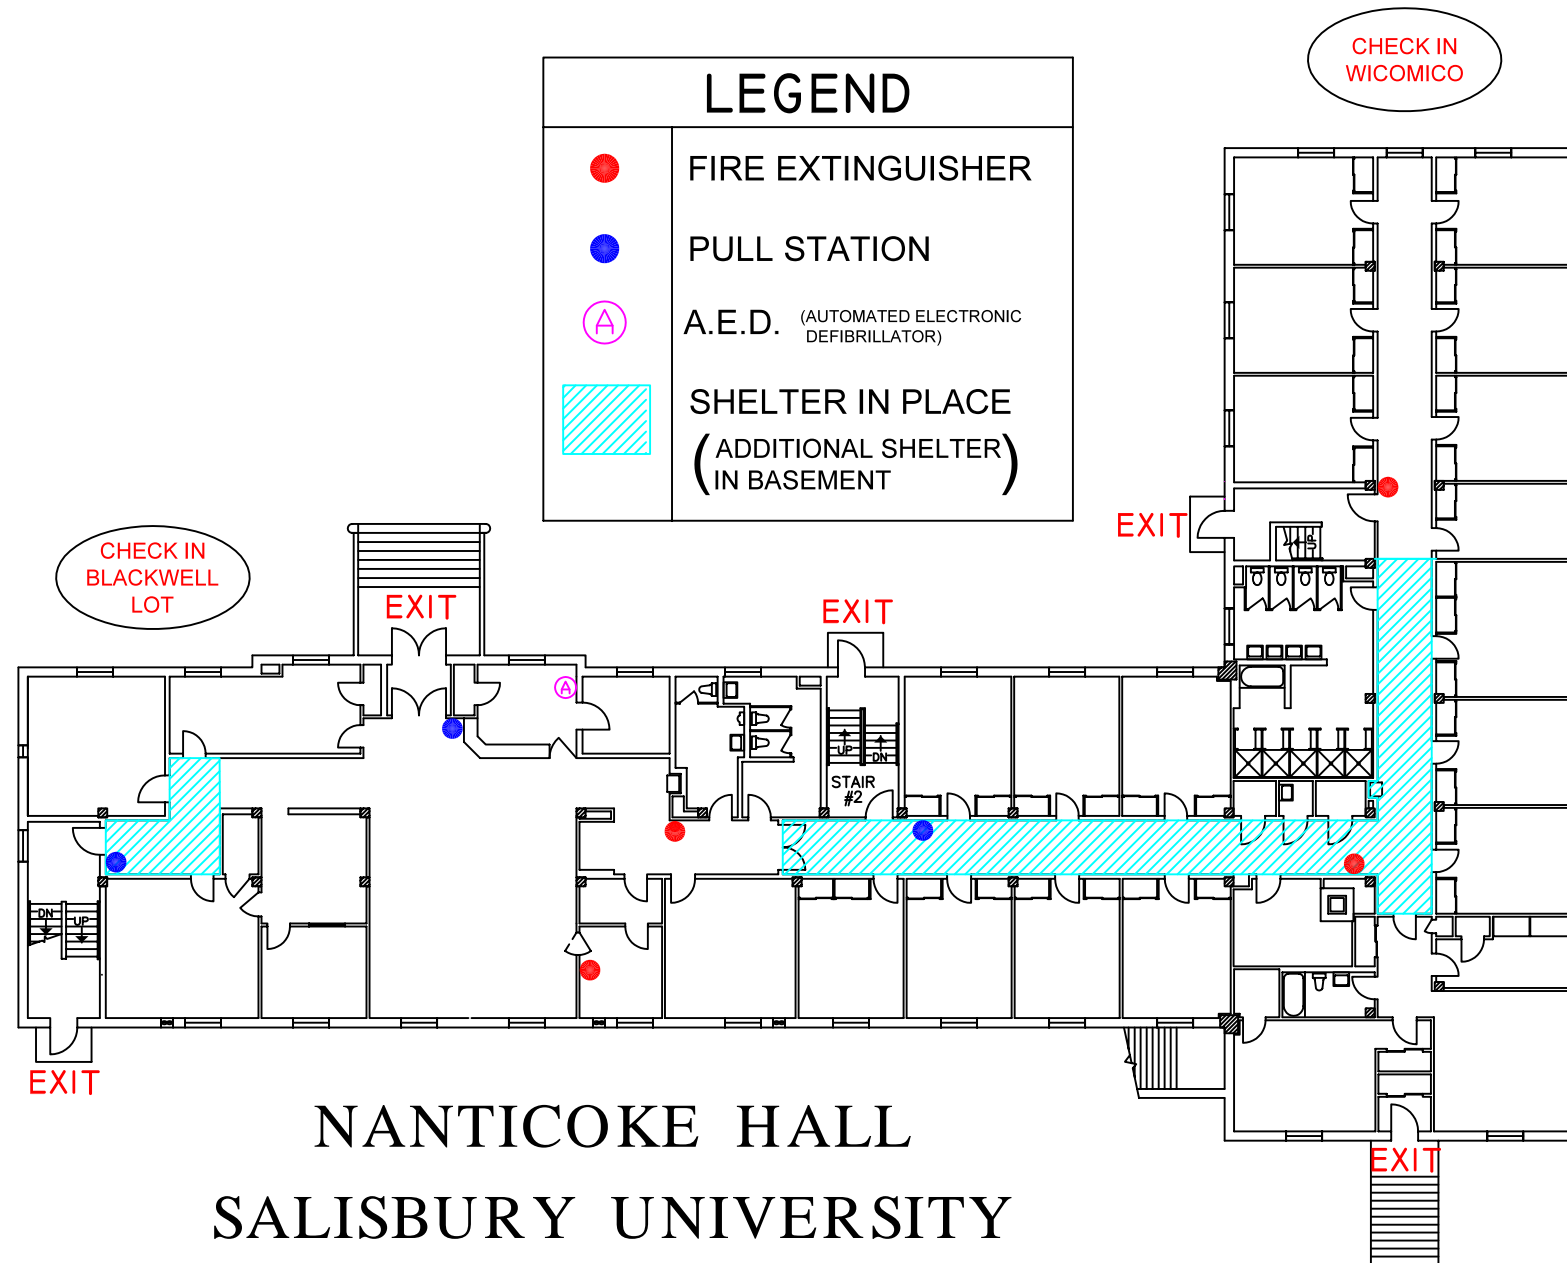 CHECK IN
WICOMICO
LEGEND
FIRE EXTINGUISHER
PULL STATION
A
A.E.D. (AUTOMATED ELECTRONIC
DEFIBRILLATOR)
SHELTER IN PLACE
(ADDITIONAL SHELTER
IN BASEMENT)
EXIT
UP
CHECK IN
BLACKWELL
LOT
EXIT
EXIT
A
UP
DN
STAIR
#2
DN
UP
EXIT
EXIT
NANTICOKE HALL
SALISBURY UNIVERSITY